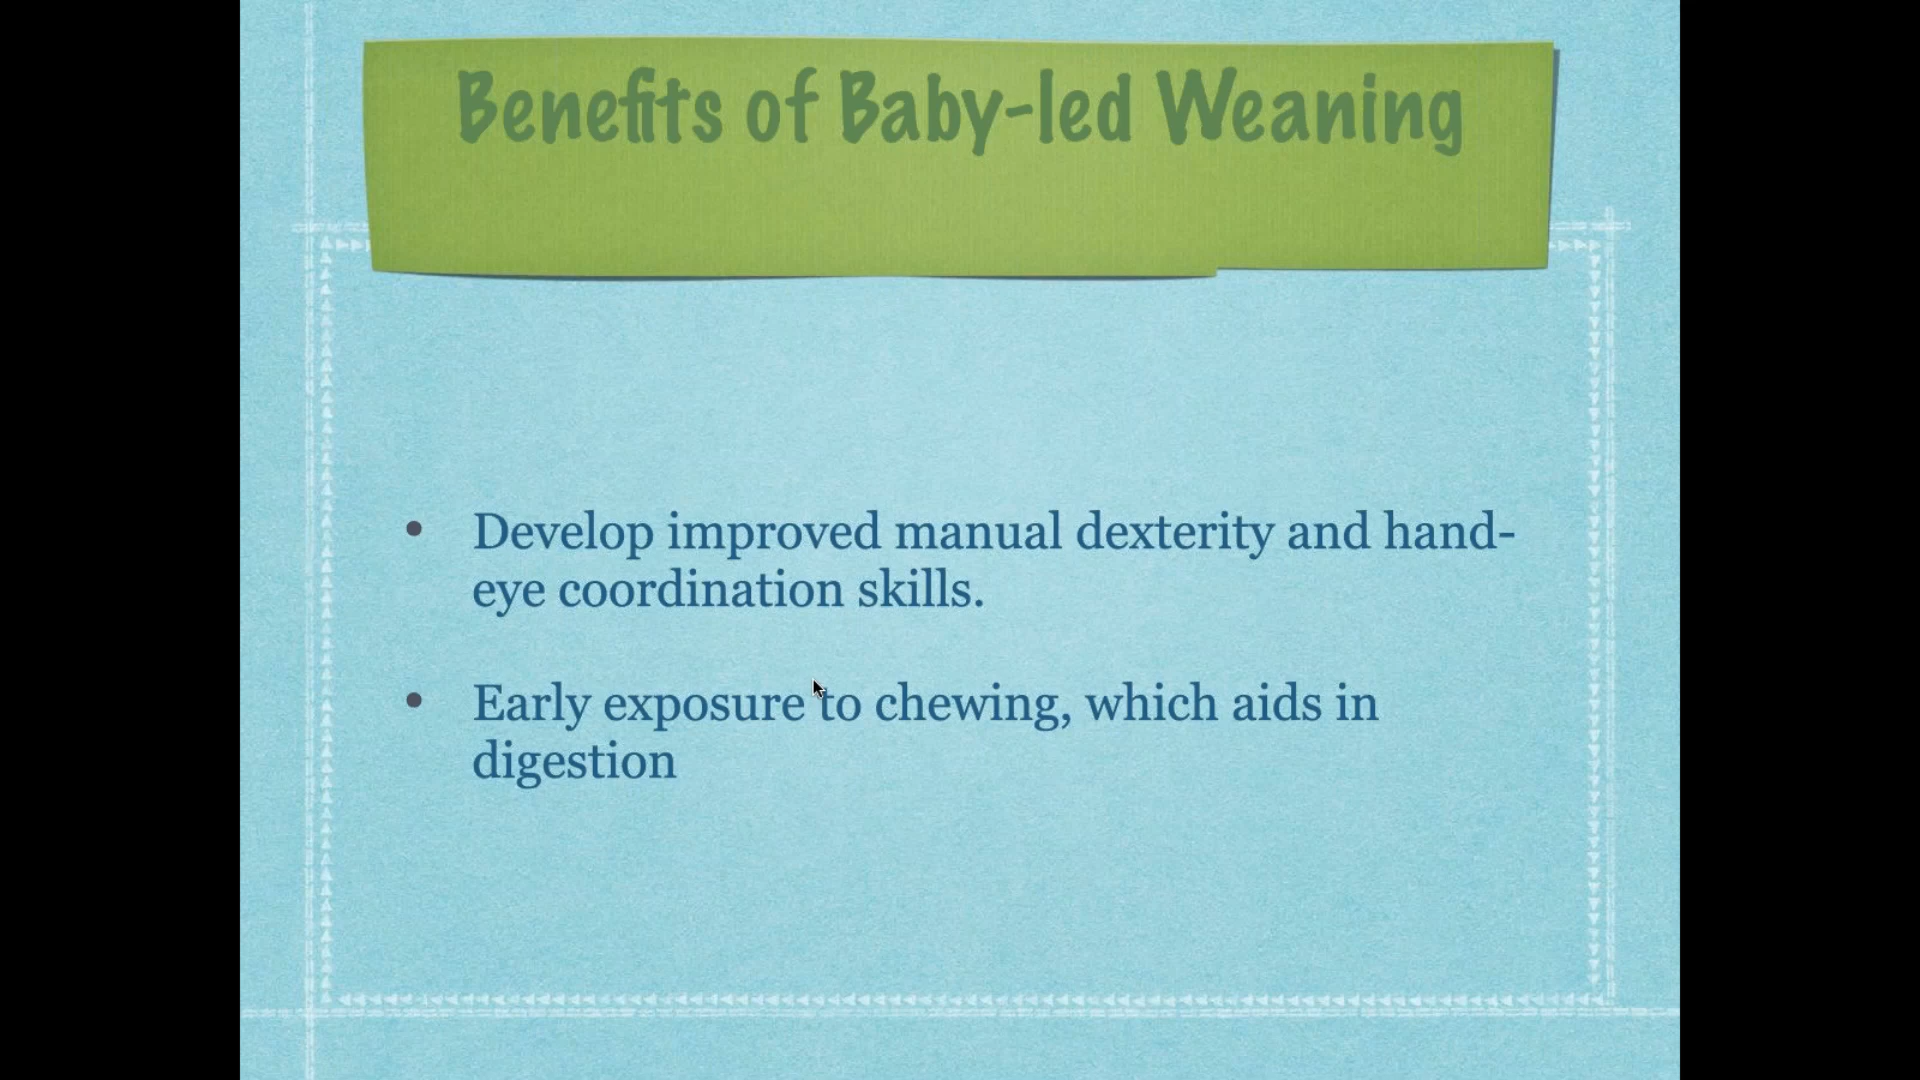 Benefits of Baby-led Weaning
• Develop improved manual dexterity and hand-
eye coordination skills.
• Early exposure to chewing, which aids in
digestion